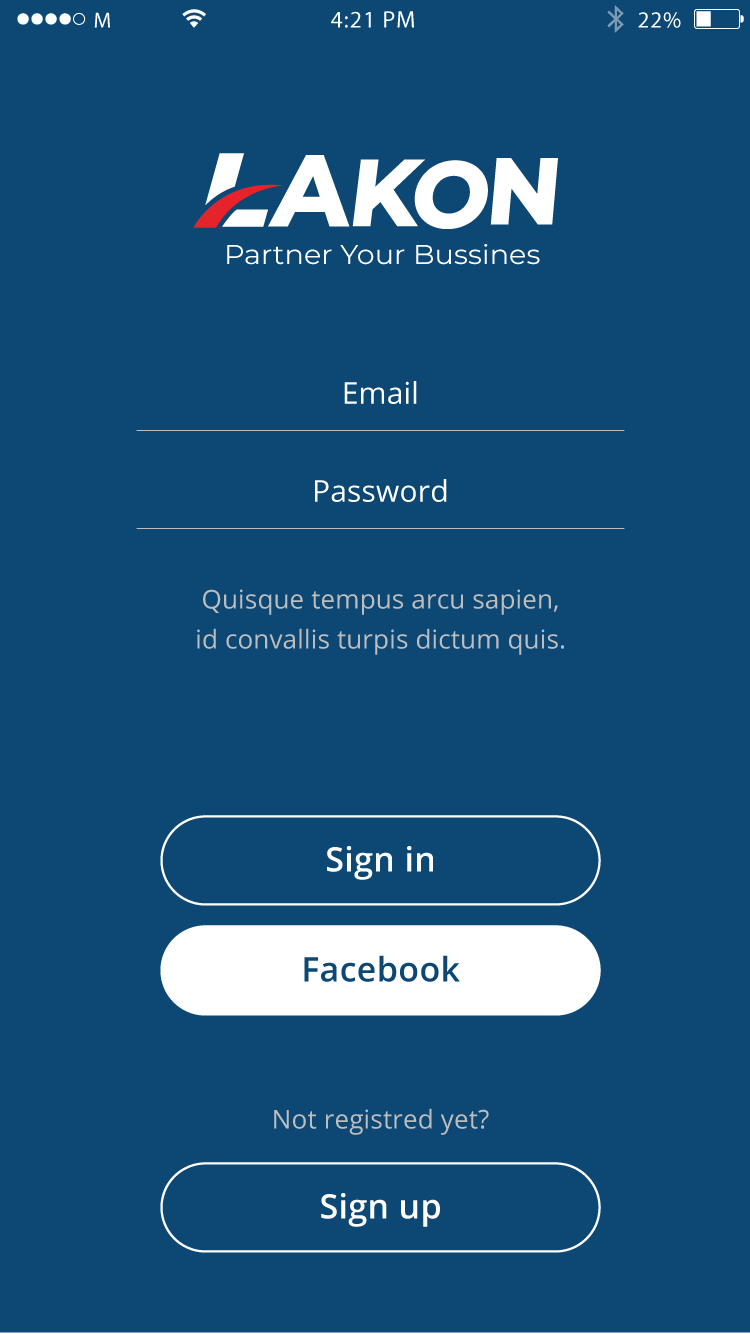 M 4:21 PM 22%
LAKON
Partner Your Bussines
Email
Password
Quisque tempus arcu sapien,
id convallis turpis dictum quis.
Sign in
Facebook
Not registred yet?
Sign up